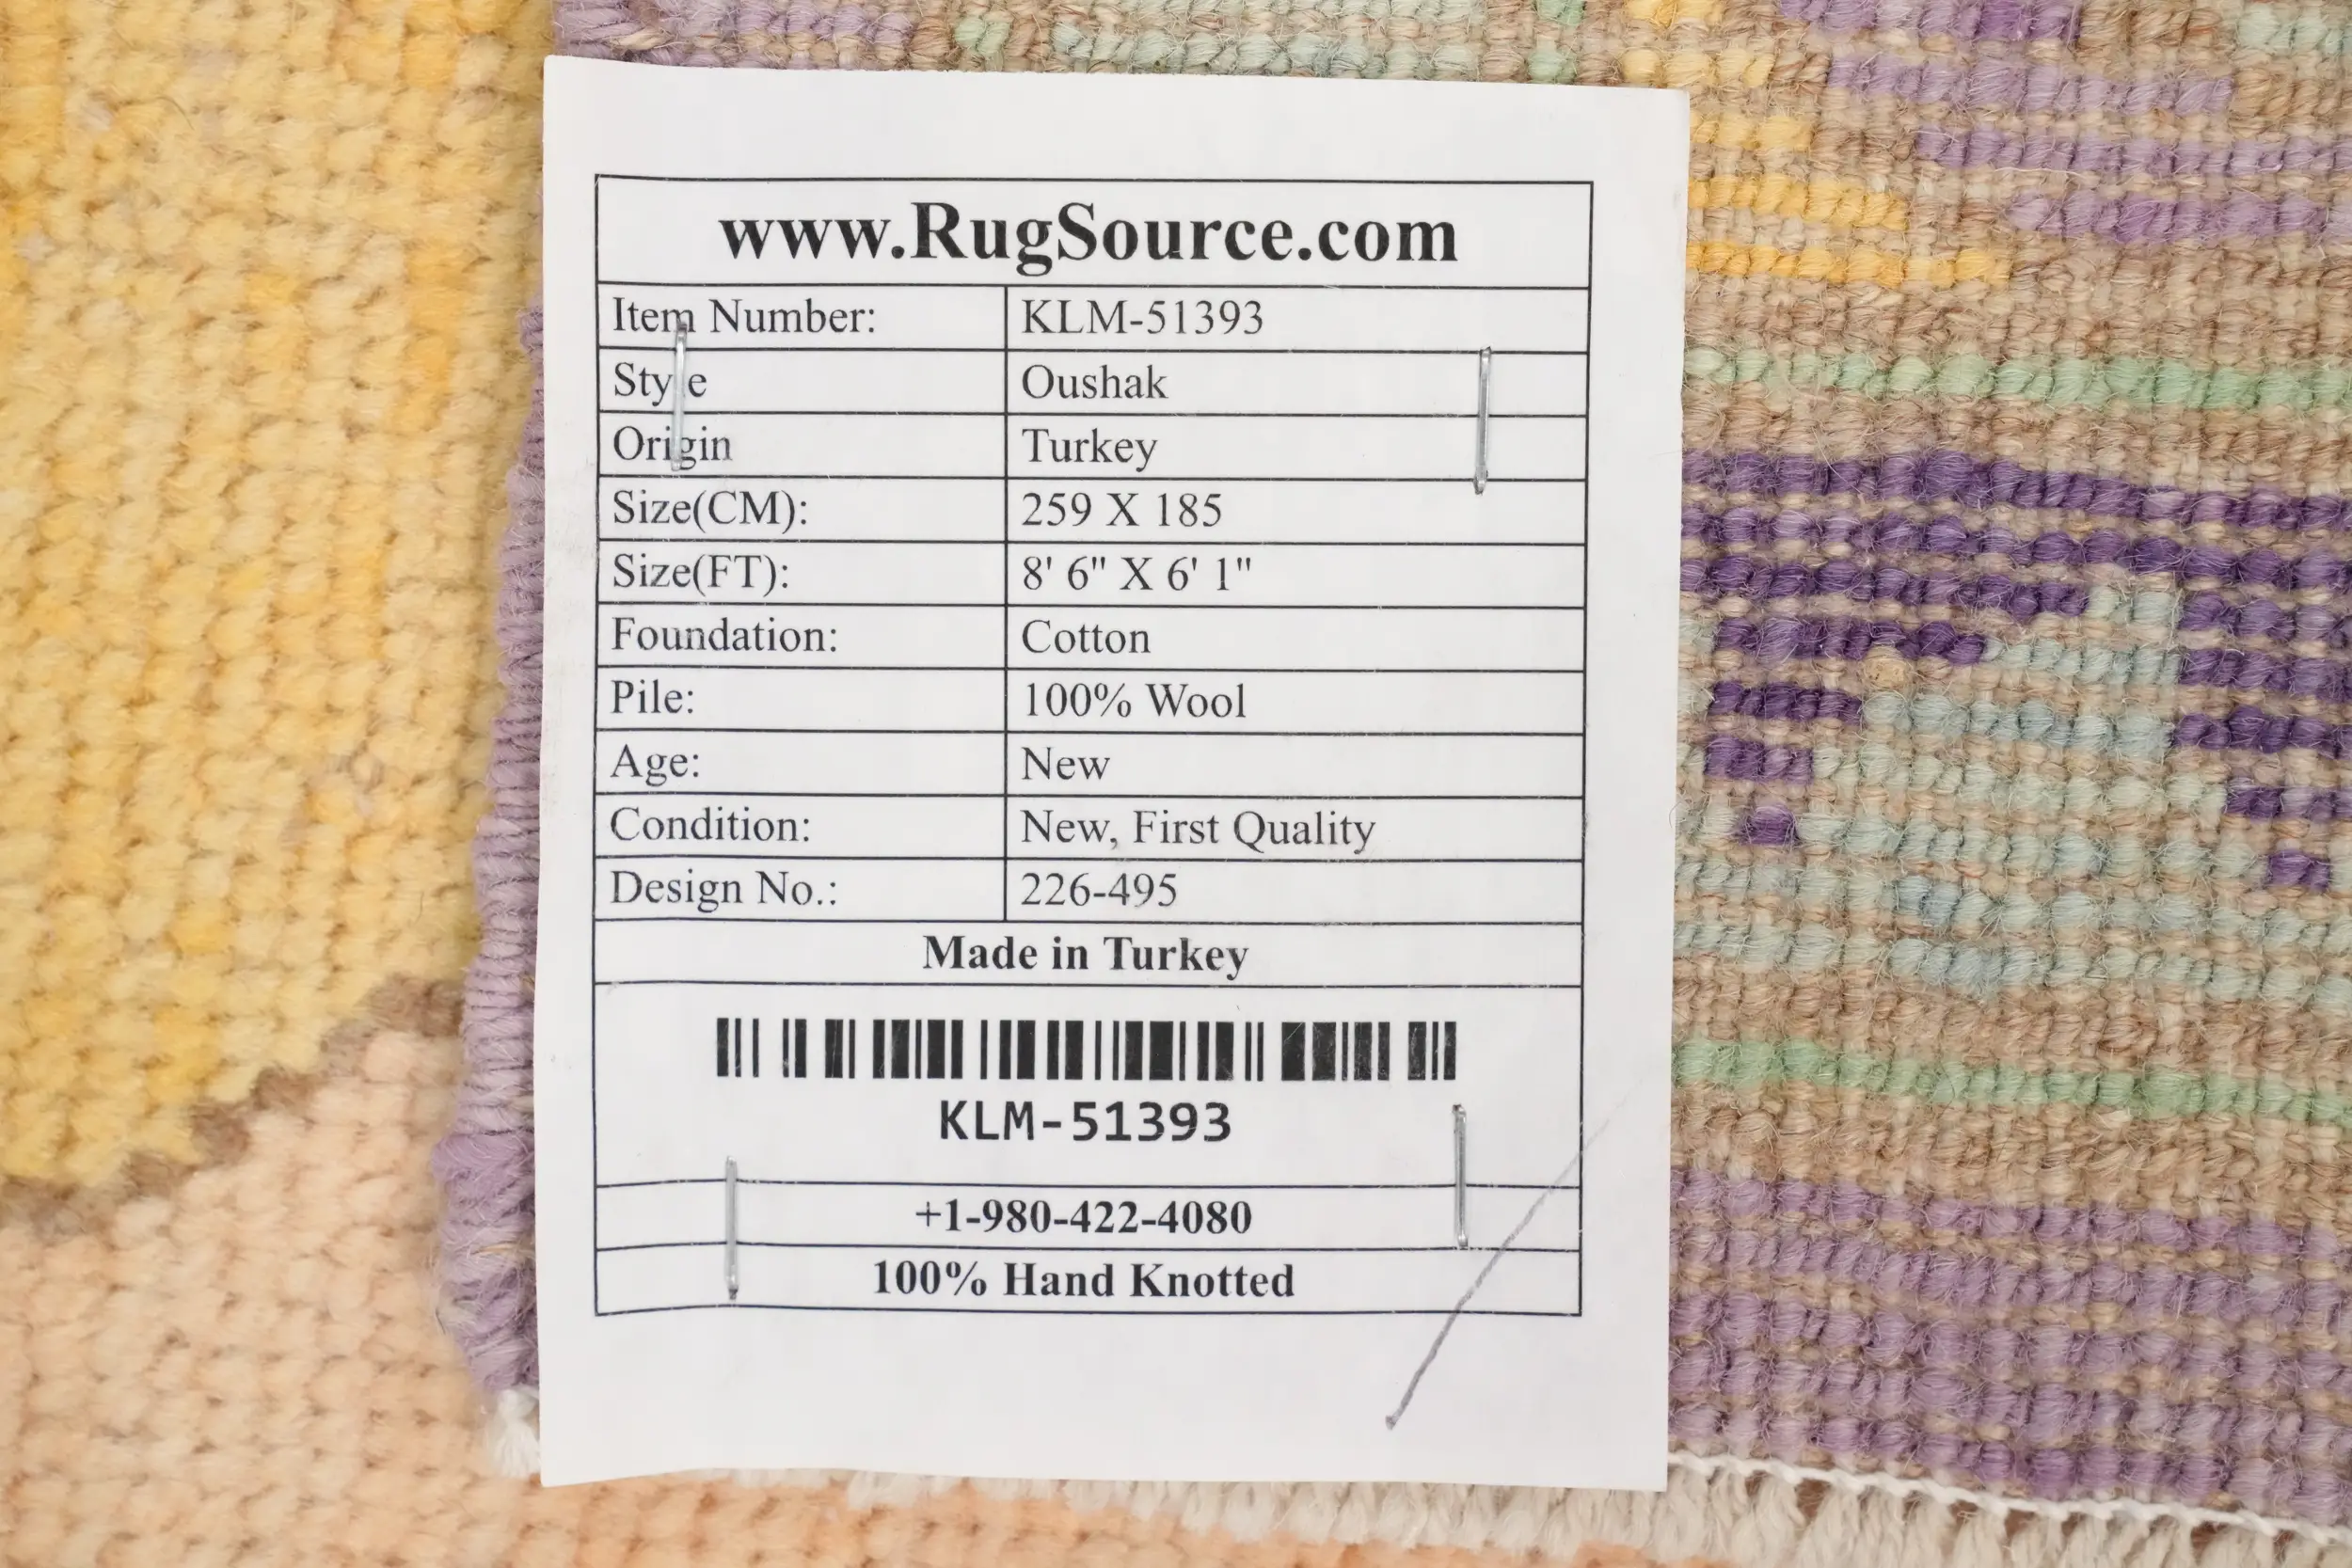 www.RugSource.com
Item Number: KLM-51393
Style Oushak
Origin Turkey
Size(CM): 259 X 185
Size(FT): 8' 6" X 6' 1"
Foundation: Cotton
Pile: 100% Wool
Age: New
Condition: New, First Quality
Design No.: 226-495
Made in Turkey
KLM-51393
+1-980-422-4080
100% Hand Knotted